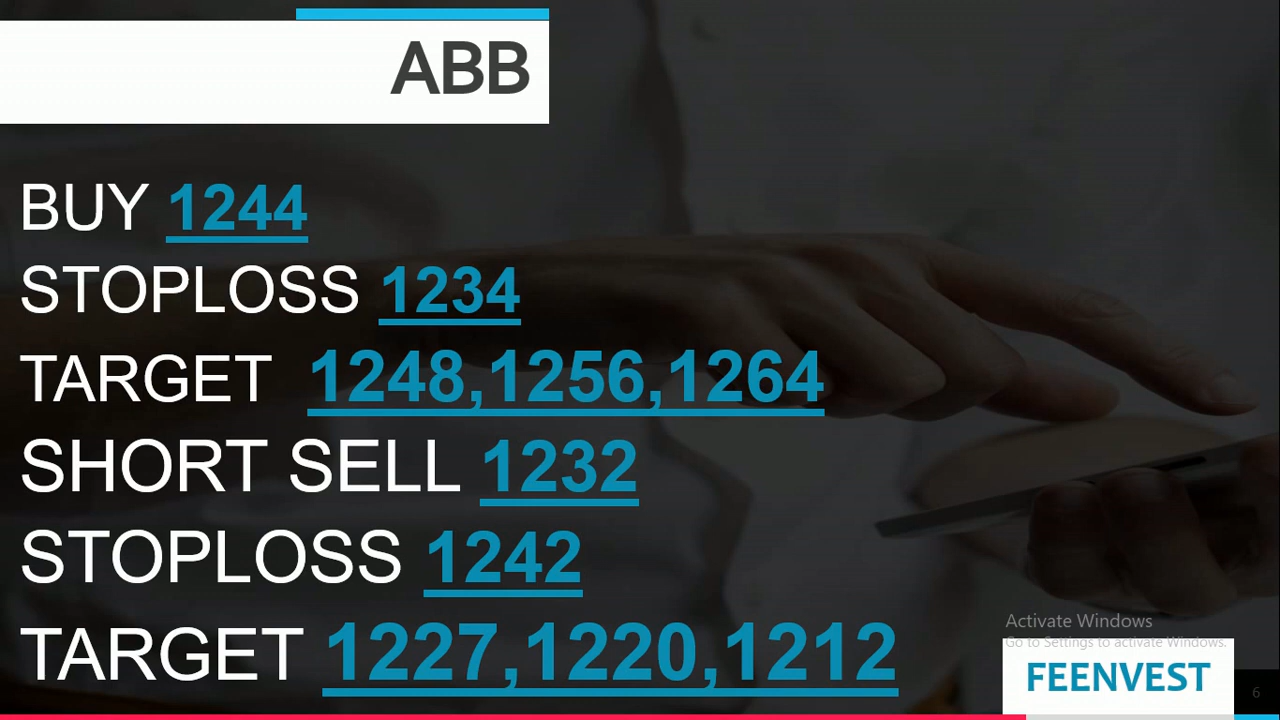 ABB
BUY 1244
STOPLOSS 1234
TARGET 1248,1256,1264
SHORT SELL 1232
STOPLOSS 1242
TARGET 1227,1220,1212
Activate Windows
Go to Settings to activate Windows.
FEENVEST
6